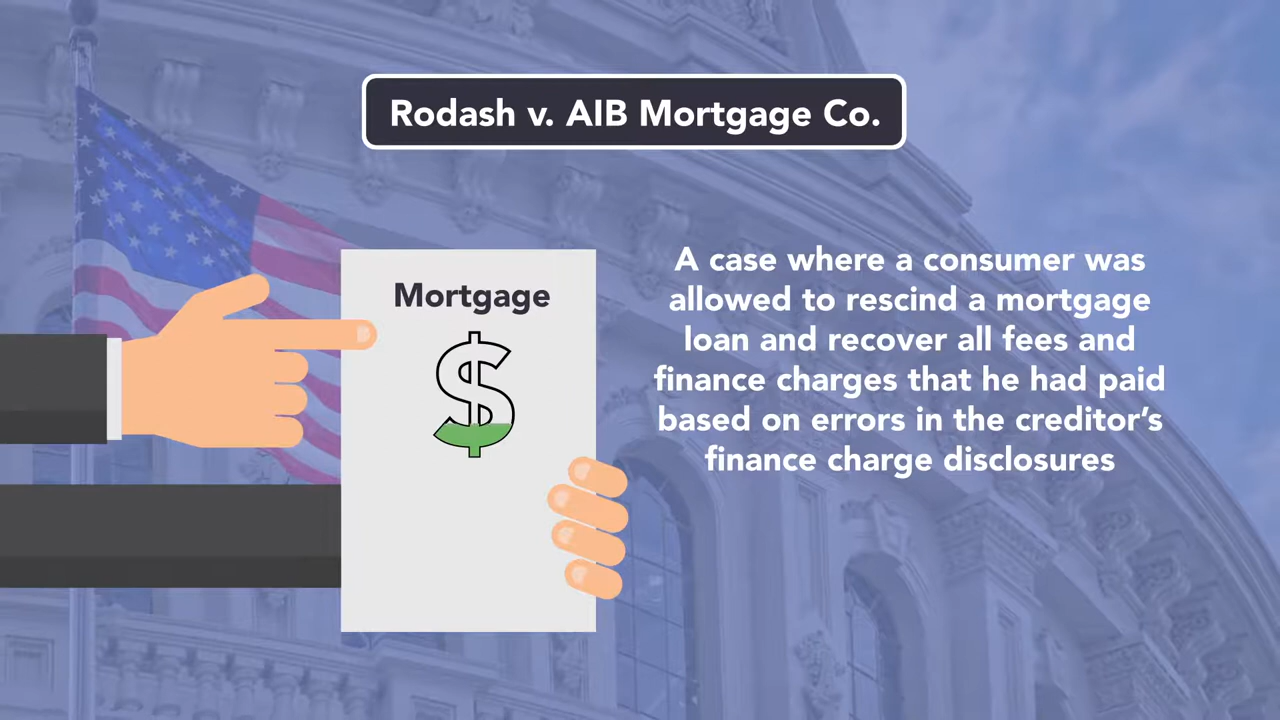 Rodash v. AIB Mortgage Co.
Mortgage
$
A case where a consumer was
allowed to rescind a mortgage
loan and recover all fees and
finance charges that he had paid
based on errors in the creditor’s
finance charge disclosures